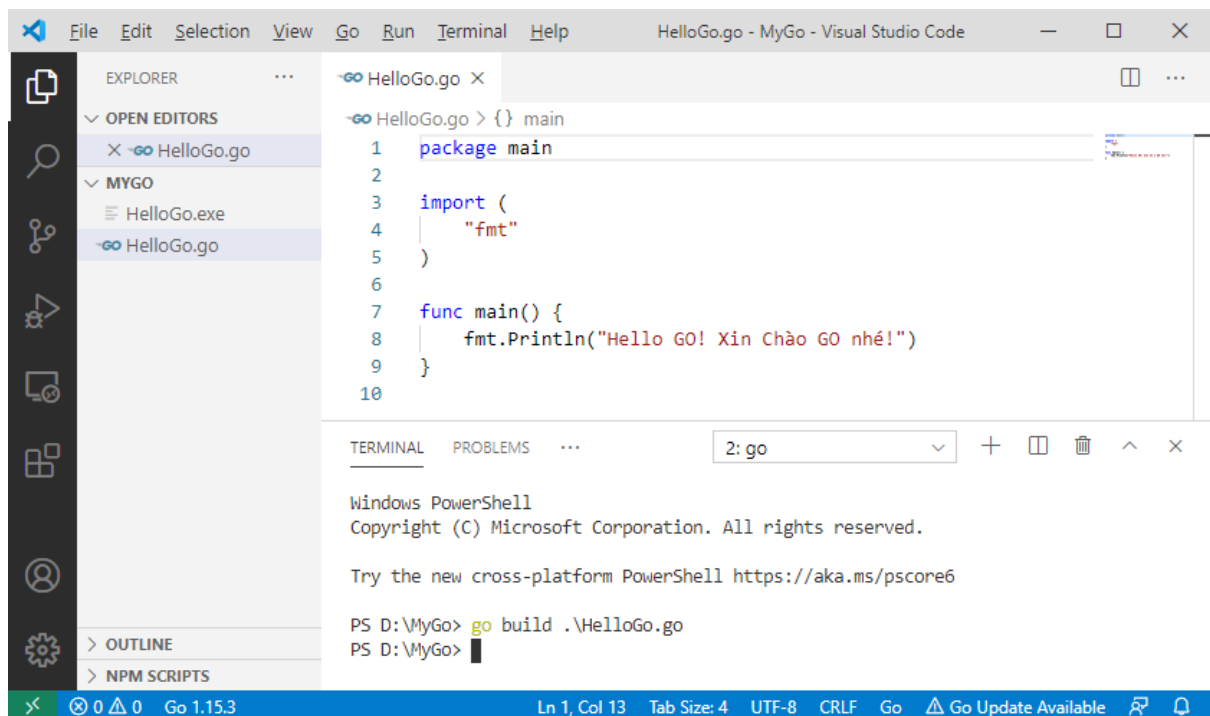 File Edit Selection View Go Run Terminal Help HelloGo.go - MyGo - Visual Studio Code
EXPLORER
OPEN EDITORS
GO HelloGo.go
MYGO
HelloGo.exe
GO HelloGo.go
OUTLINE
NPM SCRIPTS
GO HelloGo.go
GO HelloGo.go > {} main
1 package main
2
3 import (
4 "fmt"
5 )
6
7 func main() {
8 fmt.Println("Hello GO! Xin Chào GO nhé!")
9 }
10
TERMINAL PROBLEMS ··· 2: go
Windows PowerShell
Copyright (C) Microsoft Corporation. All rights reserved.
Try the new cross-platform PowerShell https://aka.ms/pscore6
PS D:\MyGo> go build .\HelloGo.go
PS D:\MyGo>
0 0 Go 1.15.3 Ln 1, Col 13 Tab Size: 4 UTF-8 CRLF Go Go Update Available